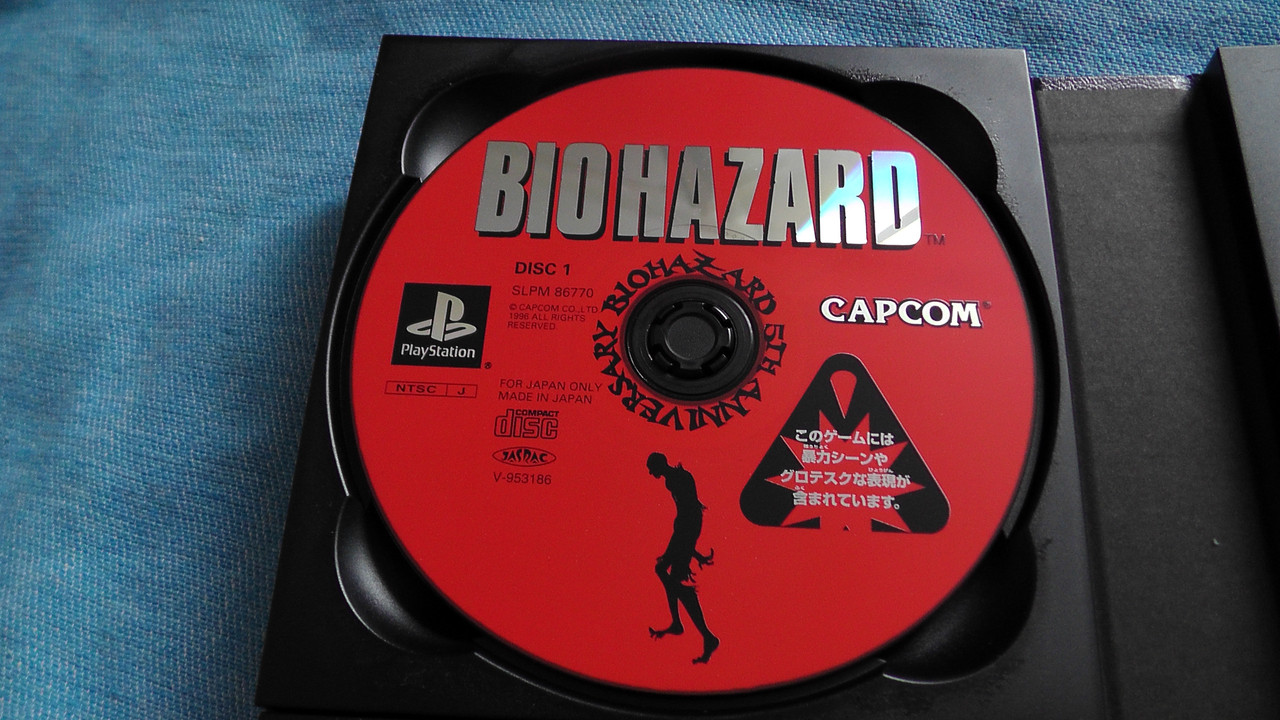 BIOHAZARD™
DISC 1
SLPM 86770
© CAPCOM CO.,LTD.
1996 ALL RIGHTS
RESERVED.
BIOHAZARD 5TH ANNIVERSARY
CAPCOM®
PlayStation®
NTSC J
FOR JAPAN ONLY
MADE IN JAPAN
COMPACT
disc
JASRAC
V-953186
このゲームには
暴力シーンや
グロテスクな表現が
含まれています。